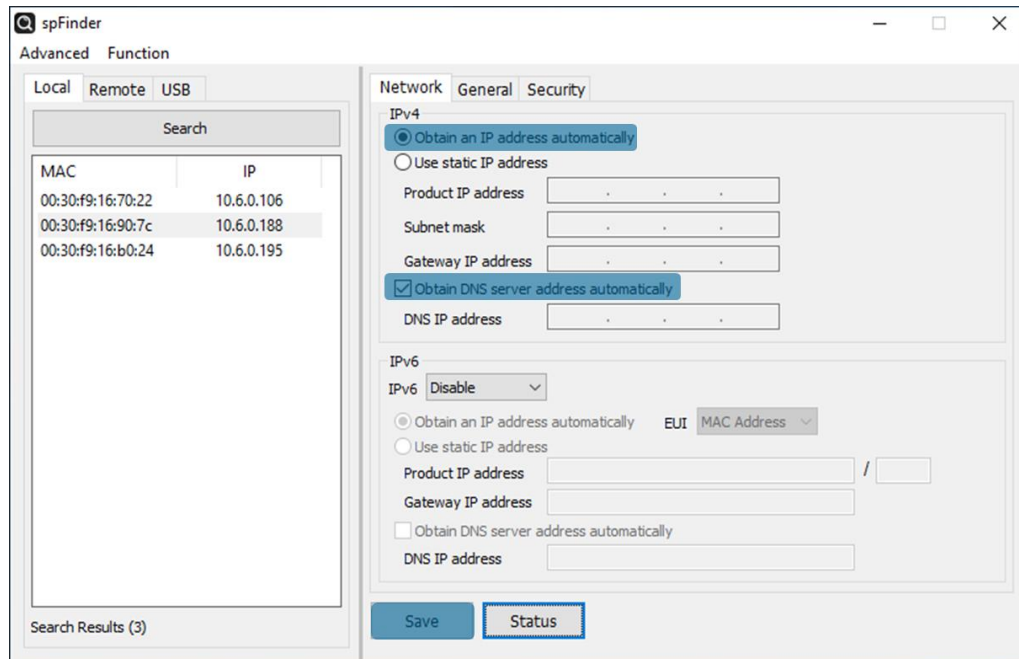 spFinder
Advanced Function
Local Remote USB
Search
MAC IP
00:30:f9:16:70:22 10.6.0.106
00:30:f9:16:90:7c 10.6.0.188
00:30:f9:16:b0:24 10.6.0.195
Search Results (3)
Network General Security
IPv4
Obtain an IP address automatically
Use static IP address
Product IP address . . .
Subnet mask . . .
Gateway IP address . . .
Obtain DNS server address automatically
DNS IP address . . .
IPv6
IPv6 Disable
Obtain an IP address automatically EUI MAC Address
Use static IP address
Product IP address /
Gateway IP address
Obtain DNS server address automatically
DNS IP address
Save Status